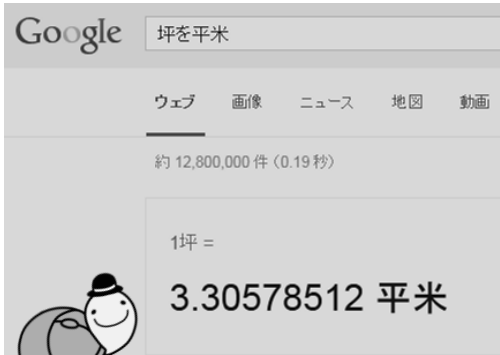 Google 坪を平米
ウェブ 画像 ニュース 地図 動画
約 12,800,000 件 (0.19 秒)
1坪 =
3.30578512 平米